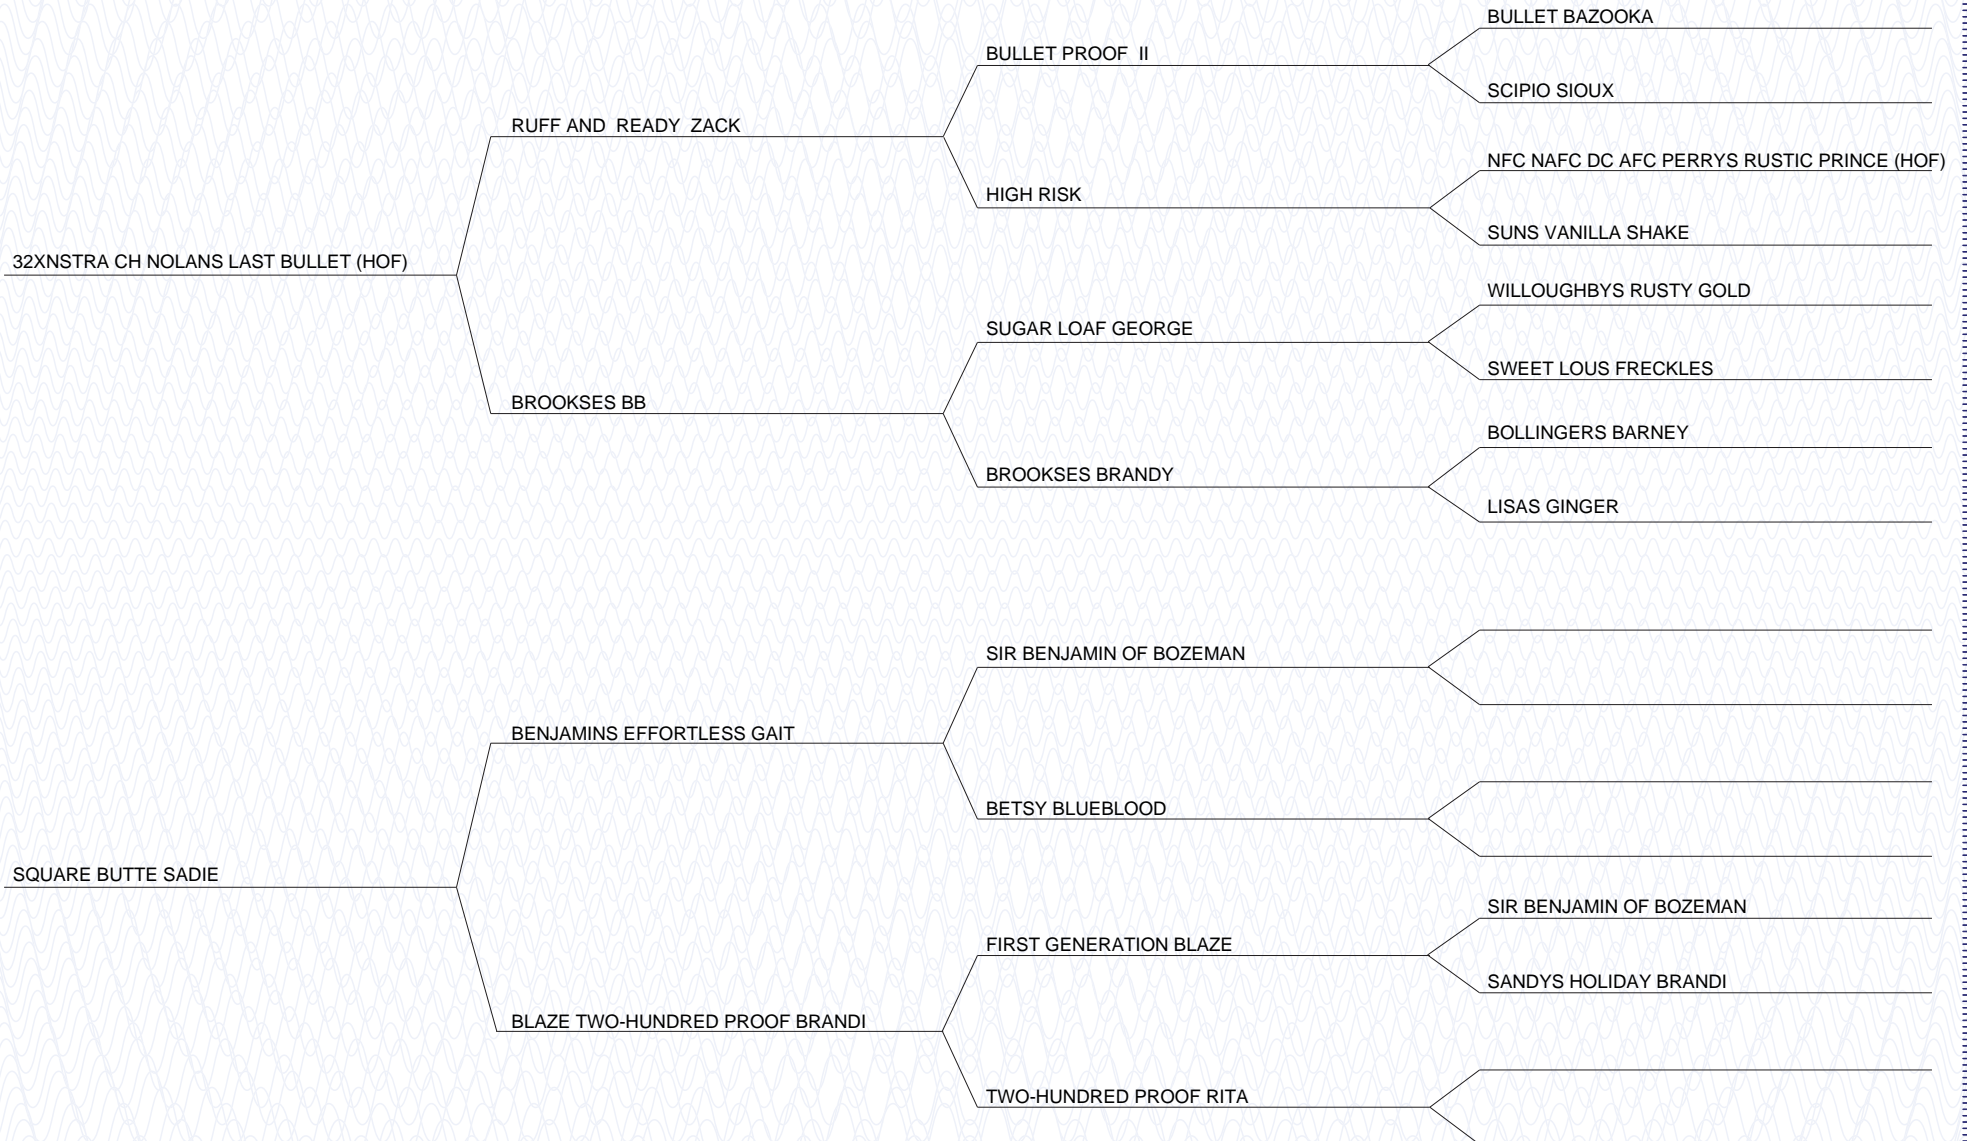 BULLET BAZOOKA
BULLET PROOF  II
SCIPIO SIOUX
RUFF AND  READY  ZACK
NFC NAFC DC AFC PERRYS RUSTIC PRINCE (HOF)
HIGH RISK
SUNS VANILLA SHAKE
32XNSTRA CH NOLANS LAST BULLET (HOF)
WILLOUGHBYS RUSTY GOLD
SUGAR LOAF GEORGE
SWEET LOUS FRECKLES
BROOKSES BB
BOLLINGERS BARNEY
BROOKSES BRANDY
LISAS GINGER
SIR BENJAMIN OF BOZEMAN
BENJAMINS EFFORTLESS GAIT
BETSY BLUEBLOOD
SQUARE BUTTE SADIE
SIR BENJAMIN OF BOZEMAN
FIRST GENERATION BLAZE
SANDYS HOLIDAY BRANDI
BLAZE TWO-HUNDRED PROOF BRANDI
TWO-HUNDRED PROOF RITA